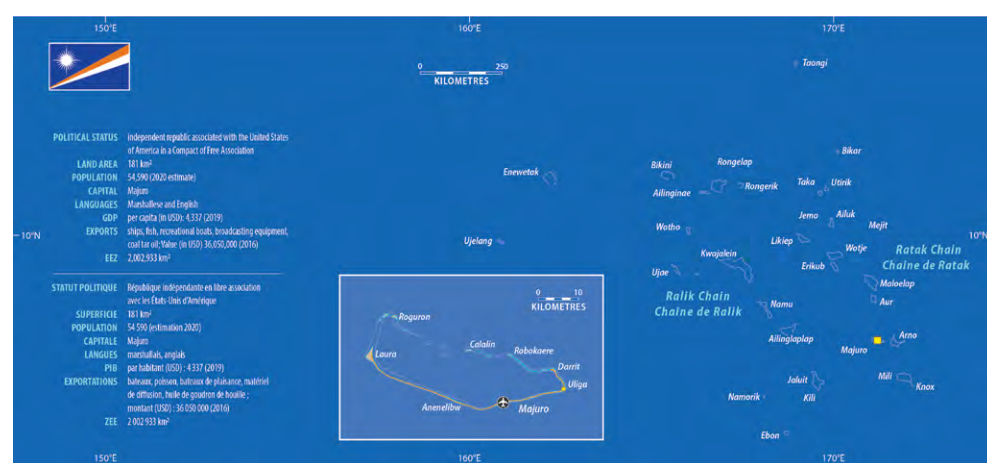 150°E
160°E
170°E
0 250
KILOMETRES
Taongi
POLITICAL STATUS independent republic associated with the United States
of America in a Compact of Free Association
LAND AREA 181 km²
POPULATION 54,590 (2020 estimate)
CAPITAL Majuro
LANGUAGES Marshallese and English
GDP per capita (in USD): 4,337 (2019)
EXPORTS ships, fish, recreational boats, broadcasting equipment,
coal tar oil; Value (in USD) 36,050,000 (2016)
EEZ 2,002,933 km²
STATUT POLITIQUE République indépendante en libre association
avec les États-Unis d'Amérique
SUPERFICIE 181 km²
POPULATION 54 590 (estimation 2020)
CAPITALE Majuro
LANGUES marshallais, anglais
PIB par habitant (USD) : 4 337 (2019)
EXPORTATIONS bateaux, poisson, bateaux de plaisance, matériel
de diffusion, huile de goudron de houille ;
montant (USD) : 36 050 000 (2016)
ZEE 2 002 933 km²
Bikar
Enewetak
Bikini
Rongelap
Ailinginae
Rongerik
Taka
Utirik
Jemo
Ailuk
Mejit
Wotho
Likiep
10°N
10°N
Ujelang
Kwajalein
Wotje
Erikub
Ratak Chain
Chaîne de Ratak
Ujae
Maloelap
Aur
Ralik Chain
Chaîne de Ralik
Namu
Ailinglaplap
Majuro
Arno
Jaluit
Mili
Knox
Namorik
Kili
Ebon
0 10
KILOMETRES
Roguron
Calalin
Robokaere
Laura
Darrit
Uliga
Anenelibw
Majuro
150°E
160°E
170°E